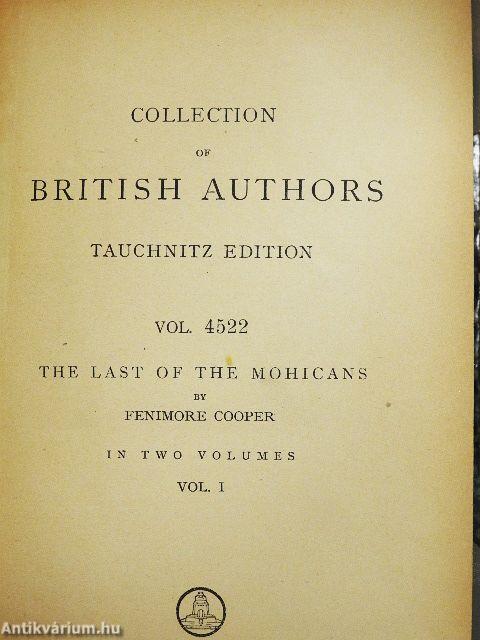 COLLECTION
OF
BRITISH AUTHORS
TAUCHNITZ EDITION
VOL. 4522
THE LAST OF THE MOHICANS
BY
FENIMORE COOPER
IN TWO VOLUMES
VOL. I
Antikvárium.hu